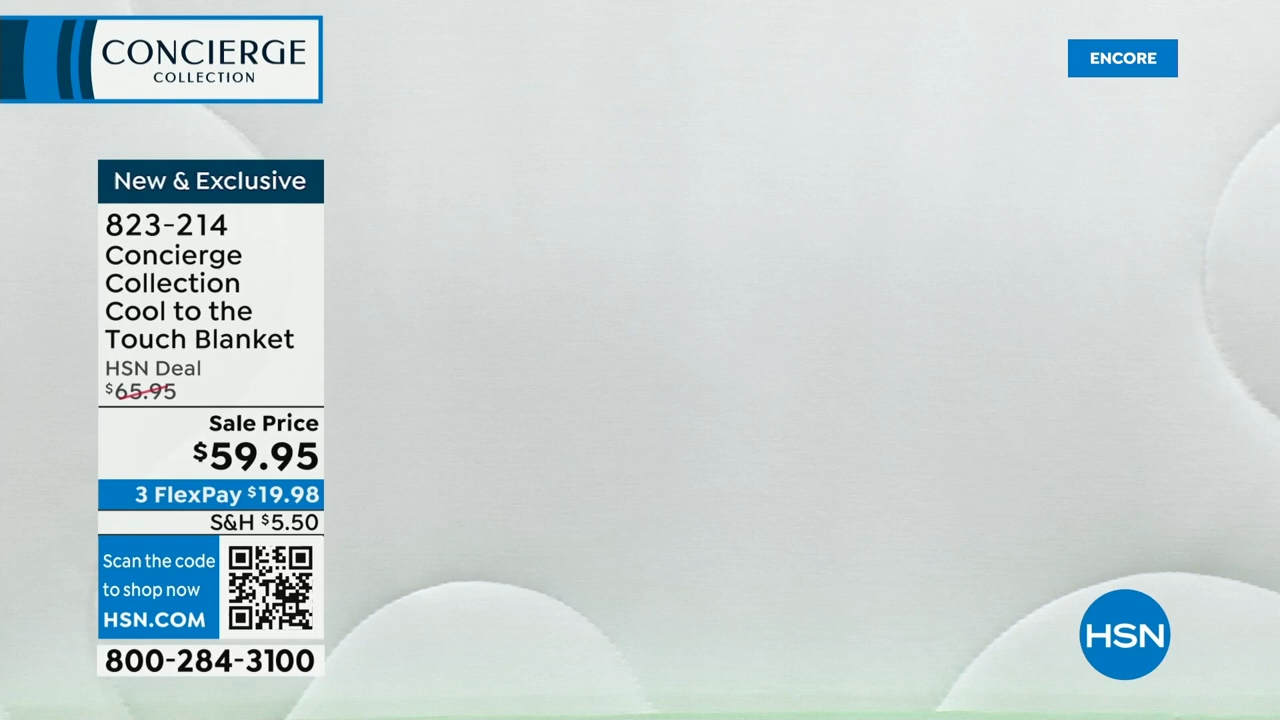 CONCIERGE
COLLECTION
ENCORE
New & Exclusive
823-214
Concierge
Collection
Cool to the
Touch Blanket
HSN Deal
$65.95
Sale Price
$59.95
3 FlexPay $19.98
S&H $5.50
Scan the code
to shop now
HSN.COM
800-284-3100
HSN